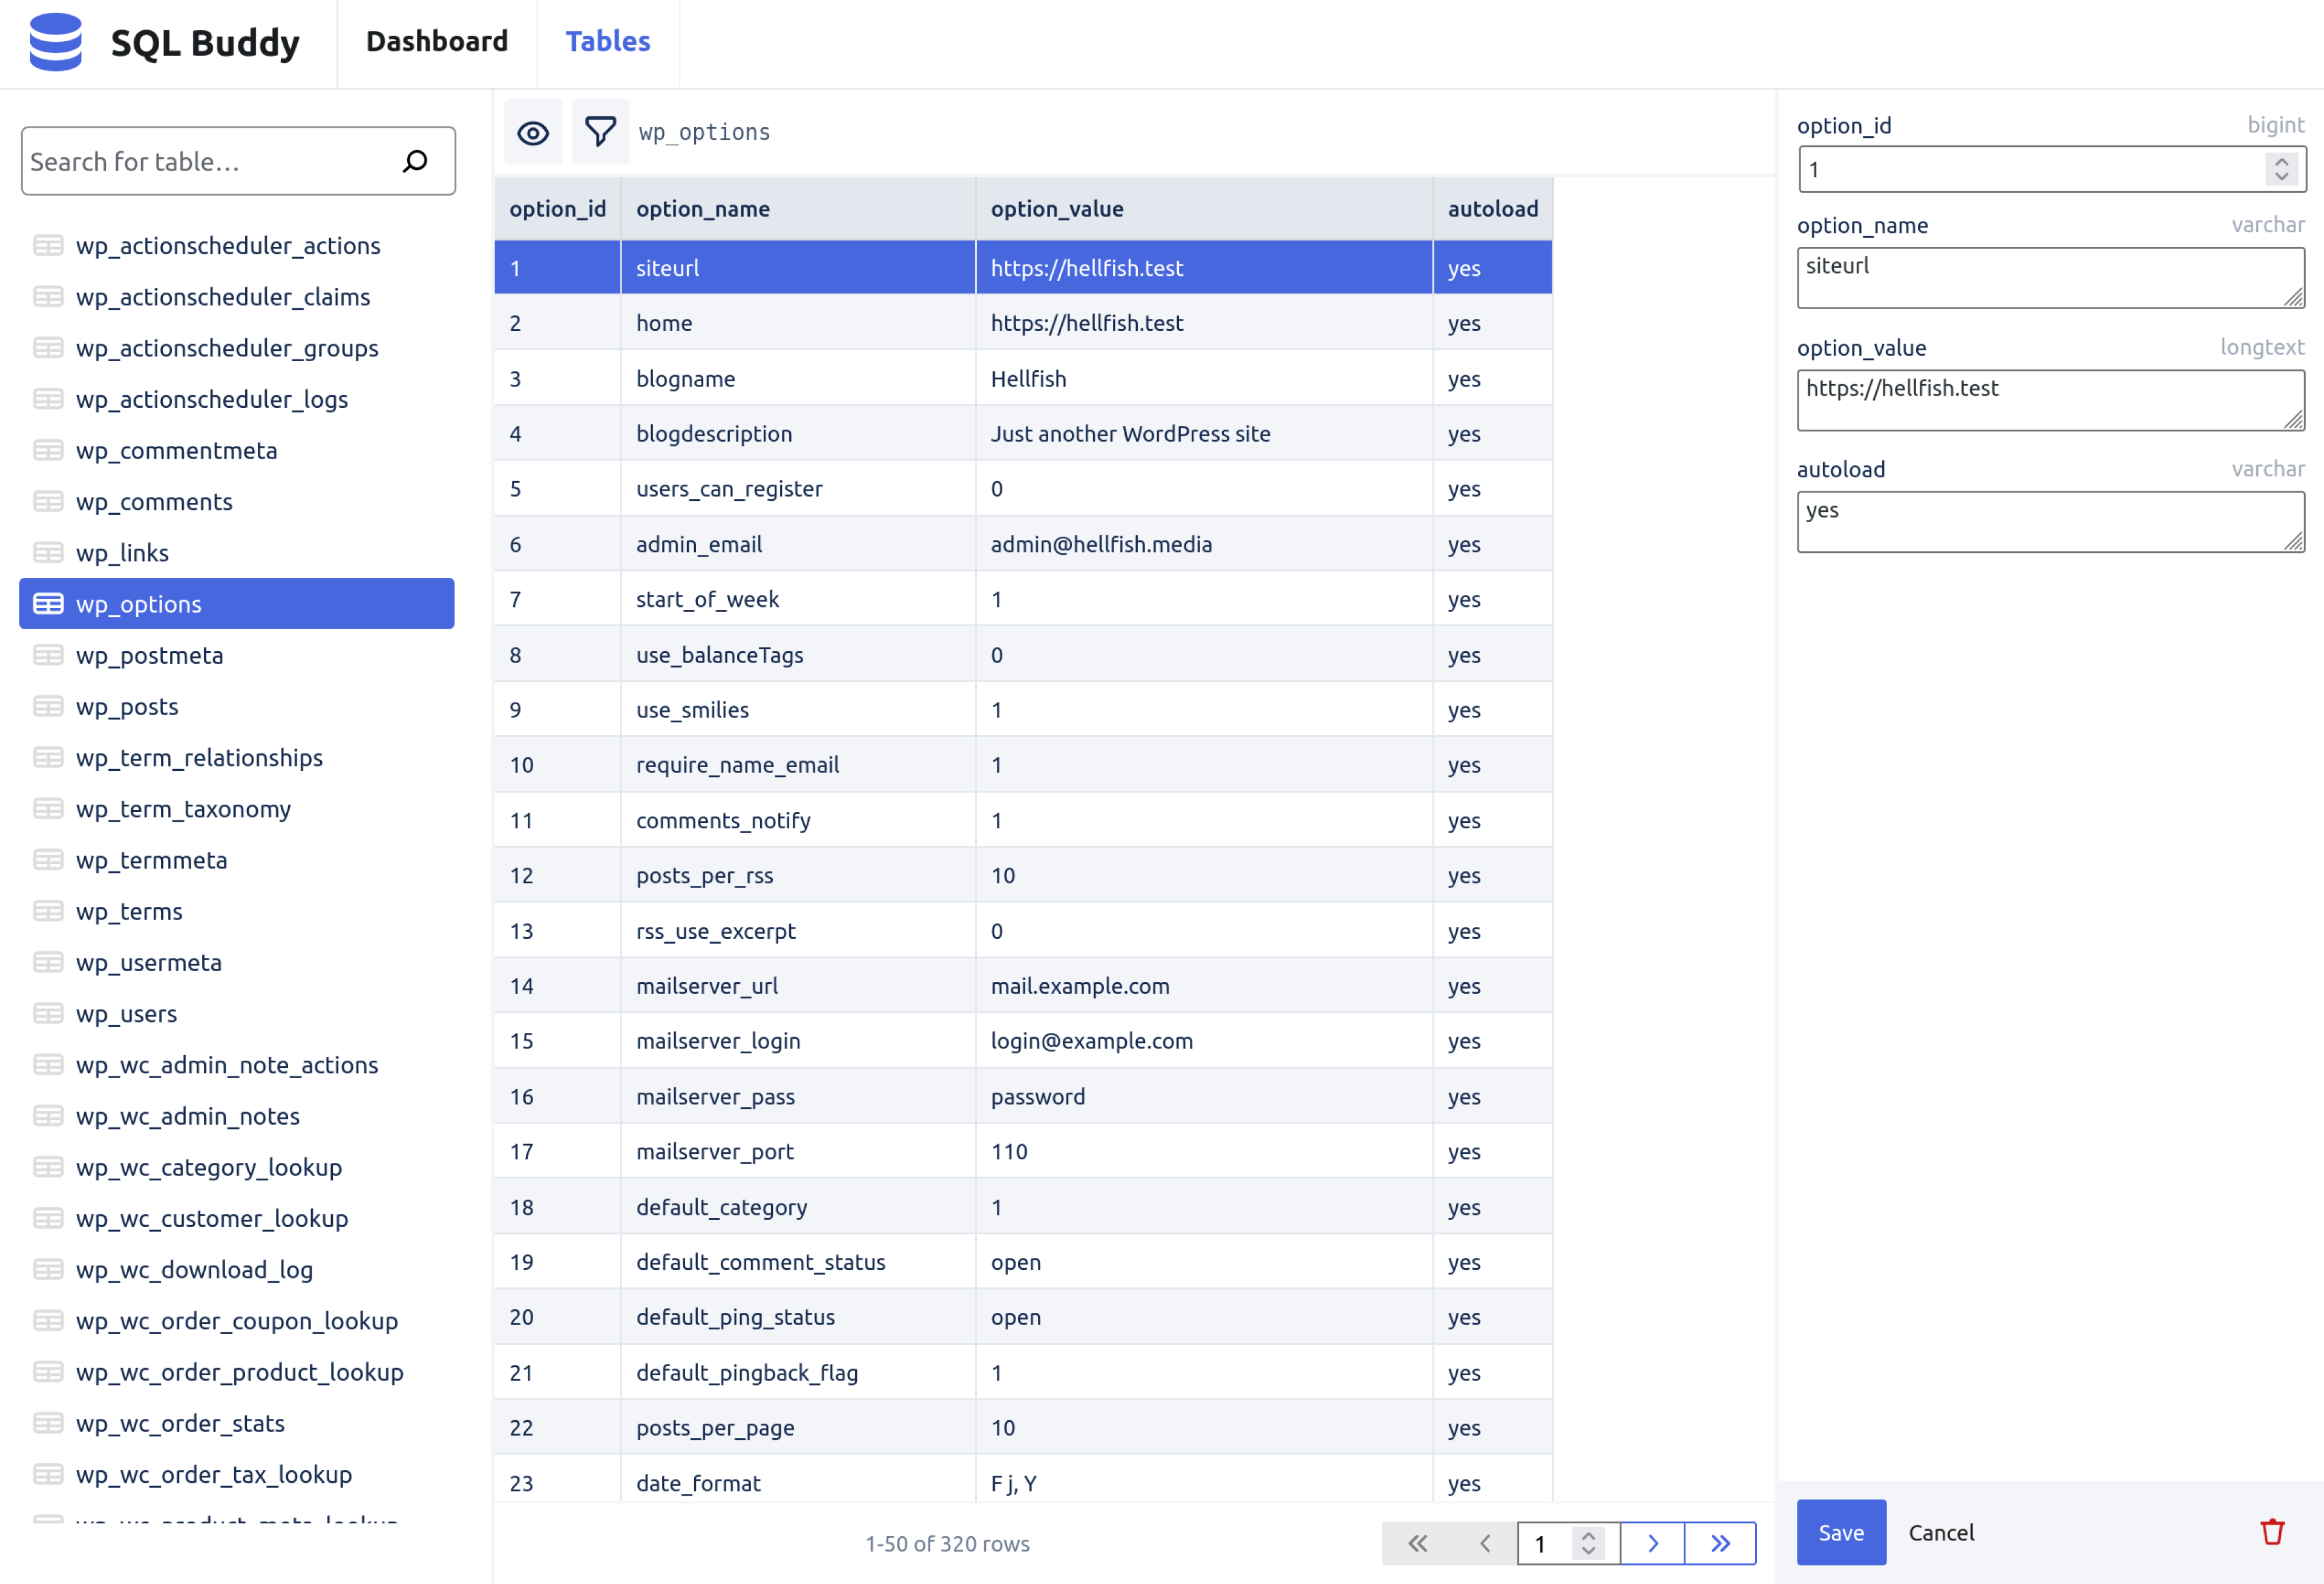 SQL Buddy Dashboard Tables
Search for table...
wp_actionscheduler_actions
wp_actionscheduler_claims
wp_actionscheduler_groups
wp_actionscheduler_logs
wp_commentmeta
wp_comments
wp_links
wp_options
wp_postmeta
wp_posts
wp_term_relationships
wp_term_taxonomy
wp_termmeta
wp_terms
wp_usermeta
wp_users
wp_wc_admin_note_actions
wp_wc_admin_notes
wp_wc_category_lookup
wp_wc_customer_lookup
wp_wc_download_log
wp_wc_order_coupon_lookup
wp_wc_order_product_lookup
wp_wc_order_stats
wp_wc_order_tax_lookup
wp_wc_product_meta_lookup
wp_options
option_id option_name option_value autoload
1 siteurl https://hellfish.test yes
2 home https://hellfish.test yes
3 blogname Hellfish yes
4 blogdescription Just another WordPress site yes
5 users_can_register 0 yes
6 admin_email admin@hellfish.media yes
7 start_of_week 1 yes
8 use_balanceTags 0 yes
9 use_smilies 1 yes
10 require_name_email 1 yes
11 comments_notify 1 yes
12 posts_per_rss 10 yes
13 rss_use_excerpt 0 yes
14 mailserver_url mail.example.com yes
15 mailserver_login login@example.com yes
16 mailserver_pass password yes
17 mailserver_port 110 yes
18 default_category 1 yes
19 default_comment_status open yes
20 default_ping_status open yes
21 default_pingback_flag 1 yes
22 posts_per_page 10 yes
23 date_format F j, Y yes
1-50 of 320 rows « ‹ 1 › »
option_id bigint
1
option_name varchar
siteurl
option_value longtext
https://hellfish.test
autoload varchar
yes
Save Cancel